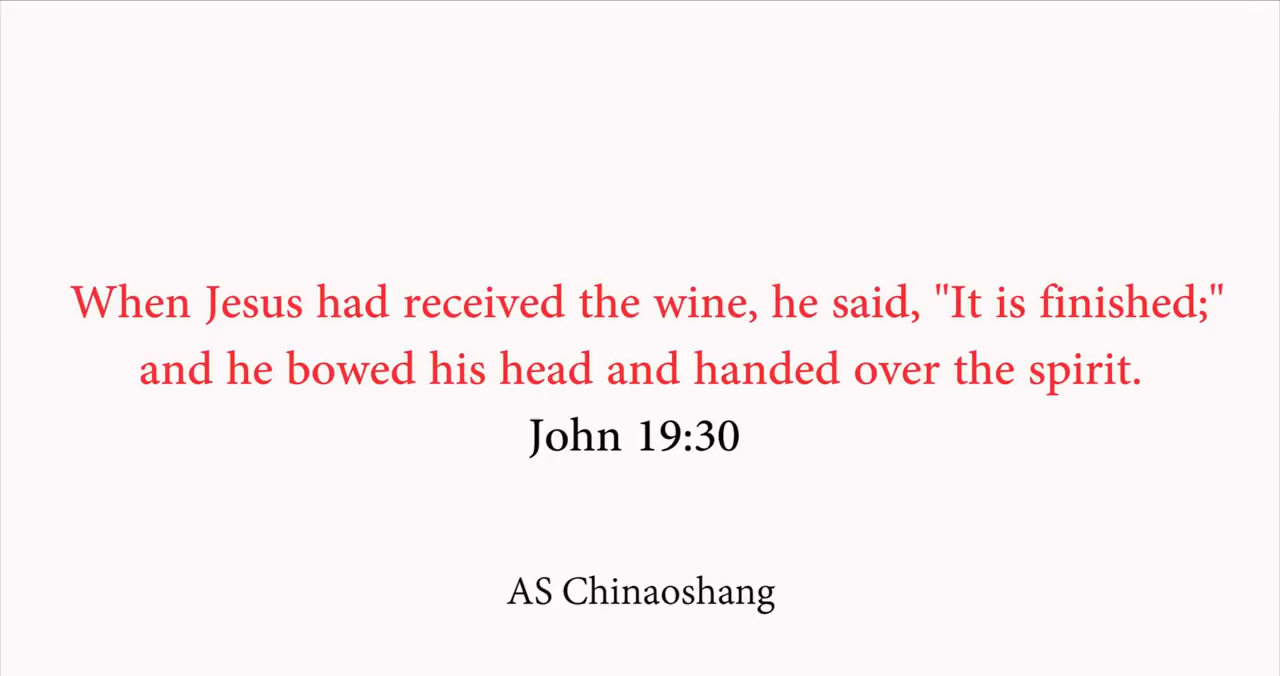 When Jesus had received the wine, he said, "It is finished;"
and he bowed his head and handed over the spirit.
John 19:30
AS Chinaoshang